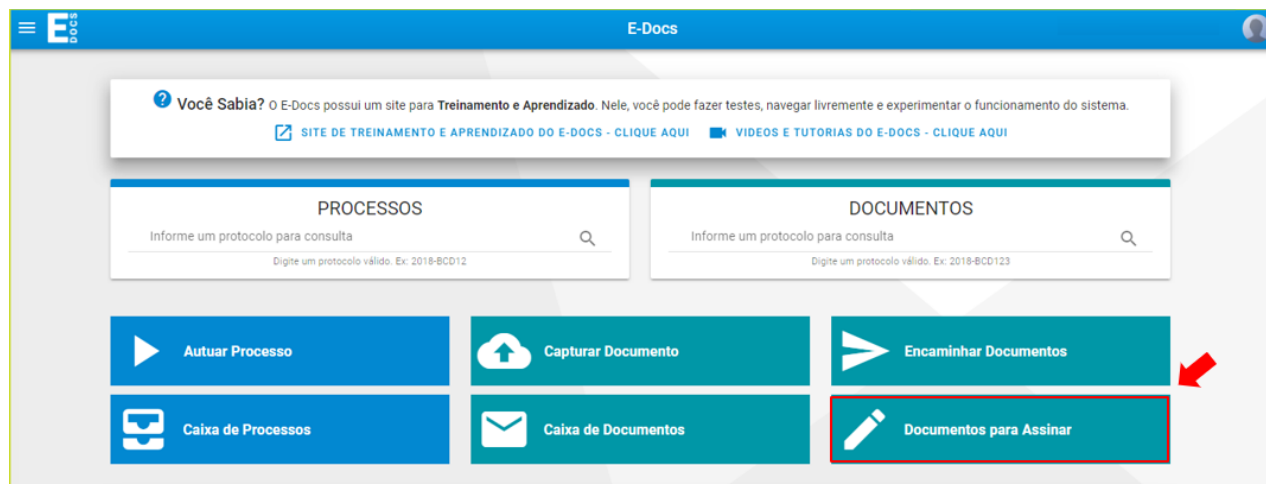 E DOCS
E-Docs
Você Sabia? O E-Docs possui um site para Treinamento e Aprendizado. Nele, você pode fazer testes, navegar livremente e experimentar o funcionamento do sistema.
SITE DE TREINAMENTO E APRENDIZADO DO E-DOCS - CLIQUE AQUI VIDEOS E TUTORIAS DO E-DOCS - CLIQUE AQUI
PROCESSOS
Informe um protocolo para consulta
Digite um protocolo válido. Ex: 2018-BCD12
DOCUMENTOS
Informe um protocolo para consulta
Digite um protocolo válido. Ex: 2018-BCD123
Autuar Processo
Capturar Documento
Encaminhar Documentos
Caixa de Processos
Caixa de Documentos
Documentos para Assinar